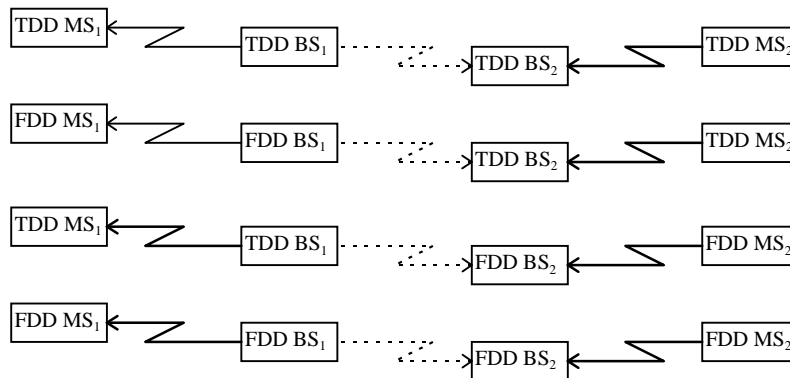 TDD MS₁ TDD BS₁ TDD BS₂ TDD MS₂
FDD MS₁ FDD BS₁ TDD BS₂ TDD MS₂
TDD MS₁ TDD BS₁ FDD BS₂ FDD MS₂
FDD MS₁ FDD BS₁ FDD BS₂ FDD MS₂